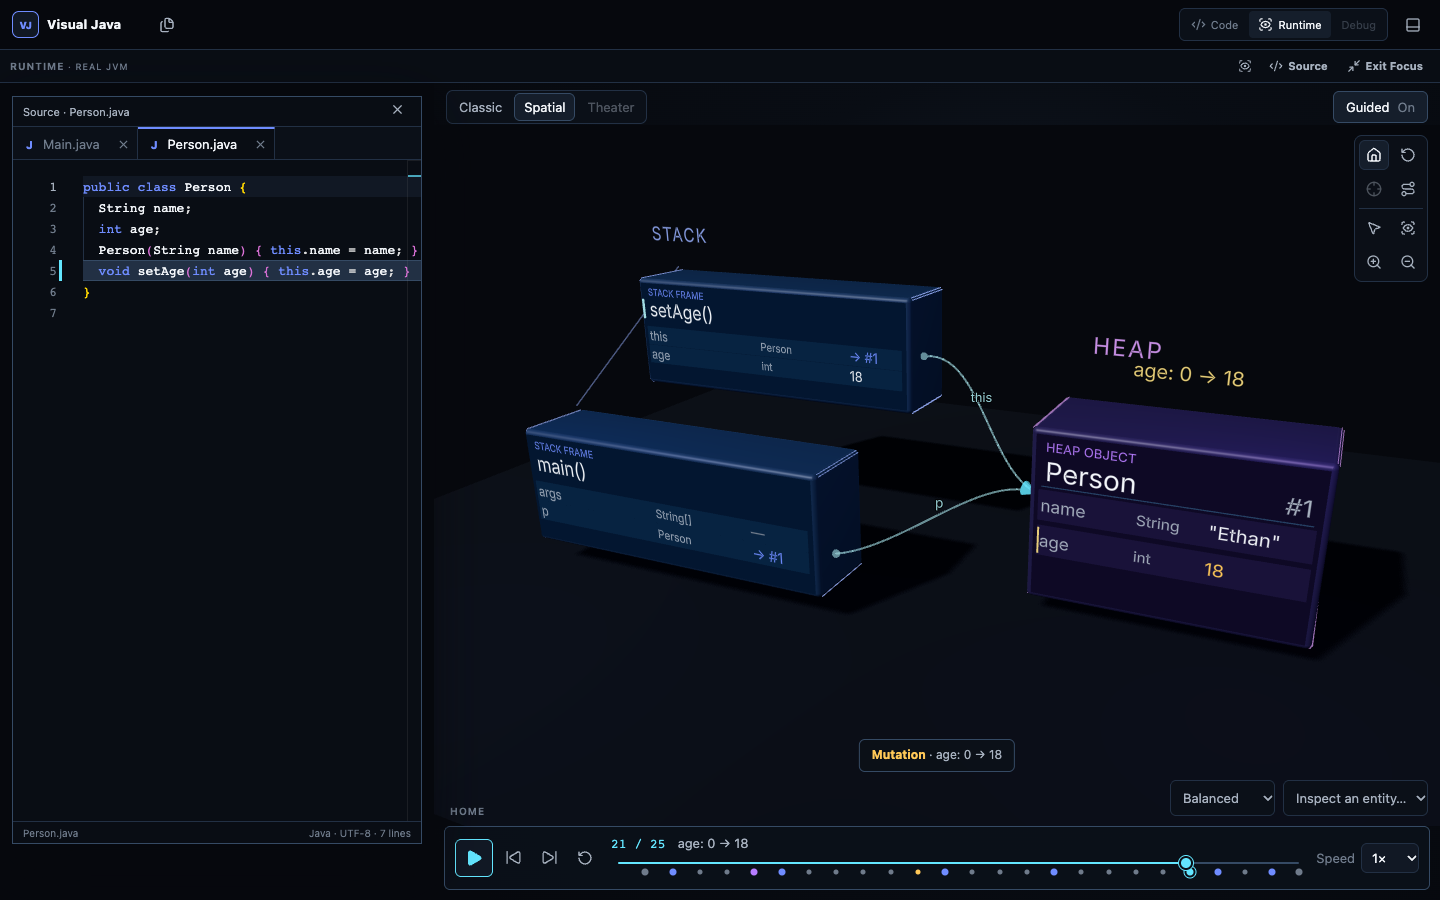 VJ Visual Java
Code Runtime Debug
RUNTIME · REAL JVM
Source Exit Focus
Source · Person.java
J Main.java
J Person.java
1 public class Person {
2 String name;
3 int age;
4 Person(String name) { this.name = name; }
5 void setAge(int age) { this.age = age; }
6 }
7
Person.java
Java · UTF-8 · 7 lines
Classic Spatial Theater
Guided On
STACK
STACK FRAME
setAge()
this Person → #1
age int 18
STACK FRAME
main()
args String[] —
p Person → #1
this
p
HEAP
age: 0 → 18
HEAP OBJECT
Person #1
name String "Ethan"
age int 18
Mutation · age: 0 → 18
Balanced
Inspect an entity...
HOME
21 / 25 age: 0 → 18
Speed 1×